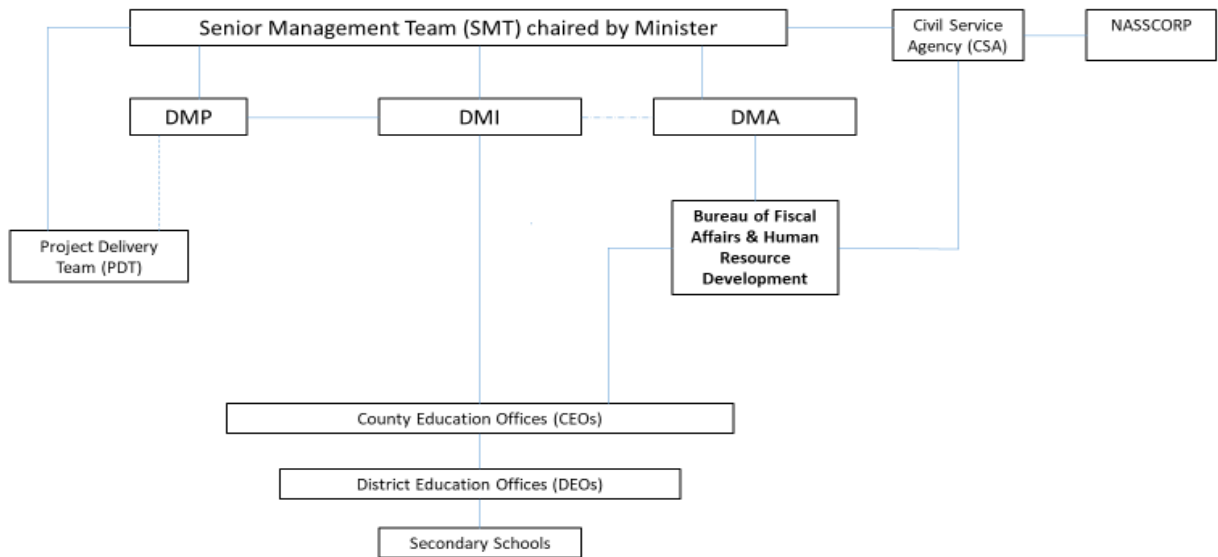 Senior Management Team (SMT) chaired by Minister
Civil Service
Agency (CSA)
NASSCORP
DMP
DMI
DMA
Bureau of Fiscal
Affairs & Human
Resource
Development
Project Delivery
Team (PDT)
County Education Offices (CEOs)
District Education Offices (DEOs)
Secondary Schools